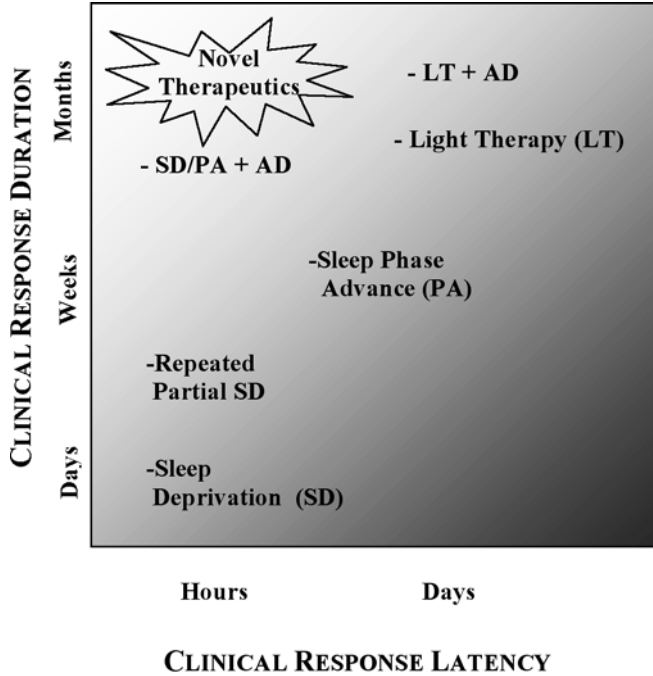 CLINICAL RESPONSE DURATION
Months
Weeks
Days
Novel
Therapeutics
- LT + AD
- Light Therapy (LT)
- SD/PA + AD
-Sleep Phase
Advance (PA)
-Repeated
Partial SD
-Sleep
Deprivation (SD)
Hours
Days
CLINICAL RESPONSE LATENCY